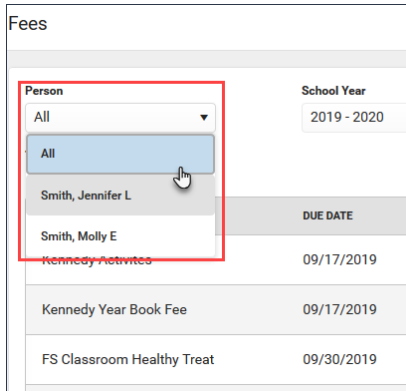 Fees
Person
School Year
All
2019 - 2020
All
Smith, Jennifer L
Smith, Molly E
DUE DATE
Kennedy Activites
09/17/2019
Kennedy Year Book Fee
09/17/2019
FS Classroom Healthy Treat
09/30/2019